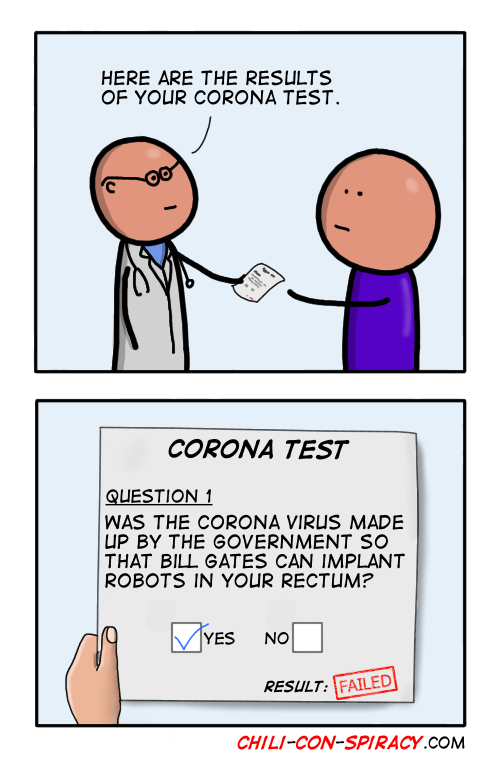 HERE ARE THE RESULTS
OF YOUR CORONA TEST.
CORONA TEST
QUESTION 1
WAS THE CORONA VIRUS MADE
UP BY THE GOVERNMENT SO
THAT BILL GATES CAN IMPLANT
ROBOTS IN YOUR RECTUM?
YES NO
RESULT: FAILED
CHILI-CON-SPIRACY.COM